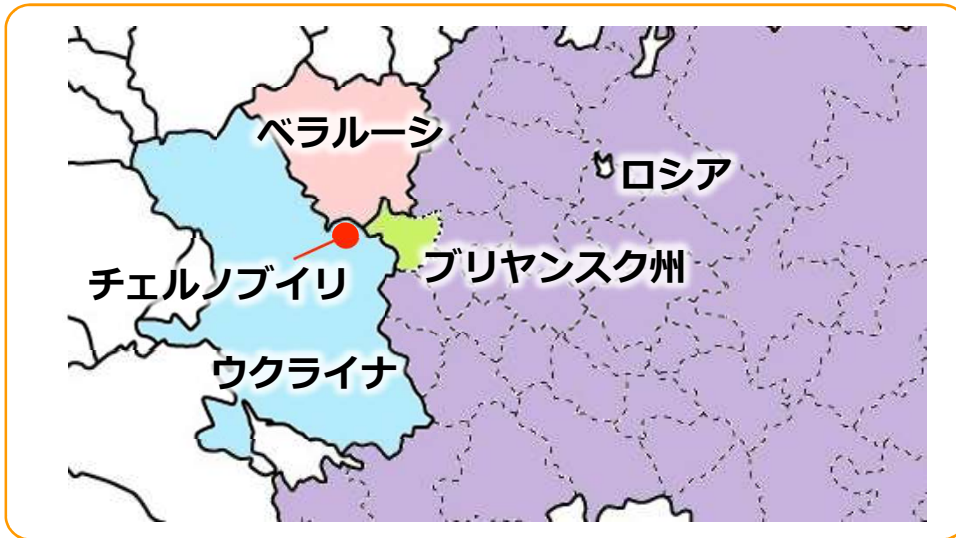 ベラルーシ
ロシア
ブリヤンスク州
チェルノブイリ
ウクライナ